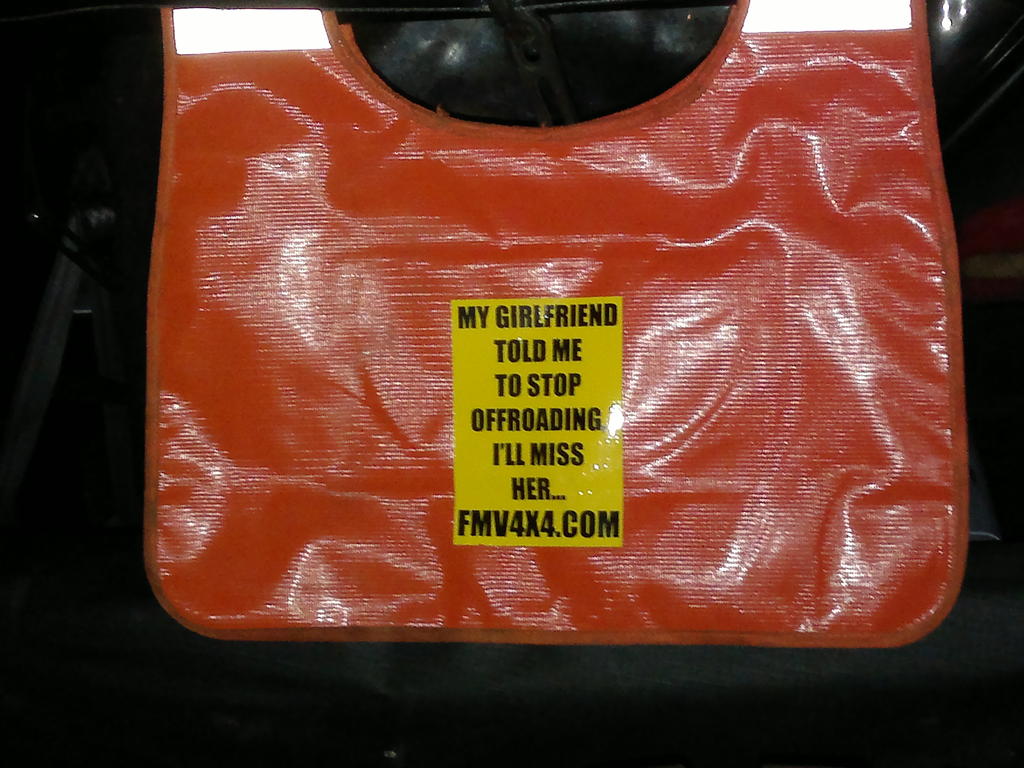 MY GIRLFRIEND
TOLD ME
TO STOP
OFFROADING
I'LL MISS
HER...
FMV4X4.COM